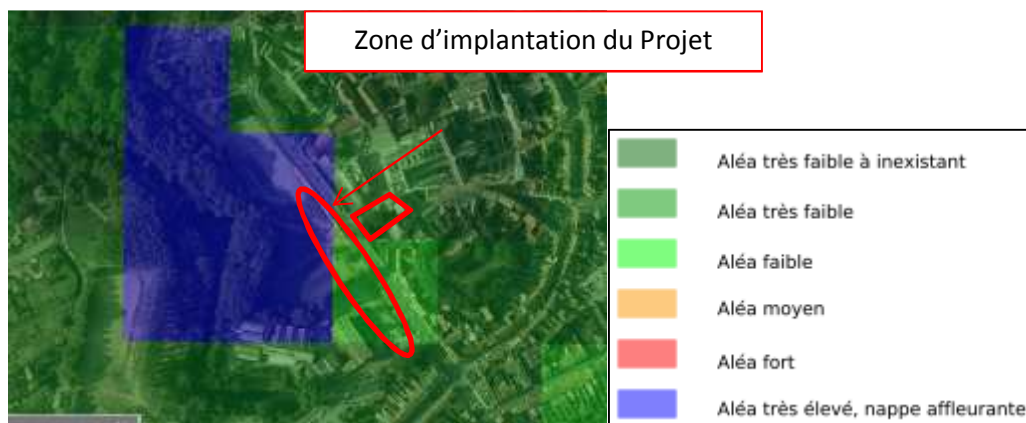 Zone d'implantation du Projet
Aléa très faible à inexistant
Aléa très faible
Aléa faible
Aléa moyen
Aléa fort
Aléa très élevé, nappe affleurante